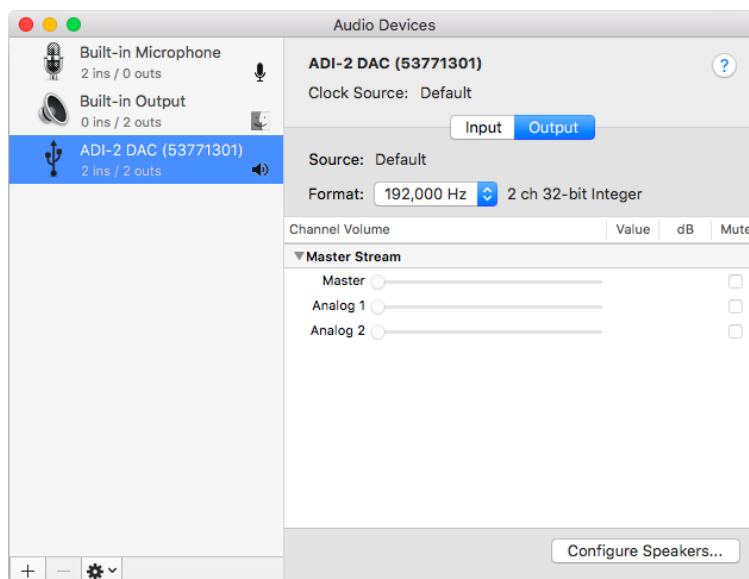 Audio Devices
Built-in Microphone
2 ins / 0 outs
Built-in Output
0 ins / 2 outs
ADI-2 DAC (53771301)
2 ins / 2 outs
ADI-2 DAC (53771301)
?
Clock Source: Default
Input Output
Source: Default
Format: 192,000 Hz 2 ch 32-bit Integer
Channel Volume Value dB Mute
Master Stream
Master
Analog 1
Analog 2
Configure Speakers...